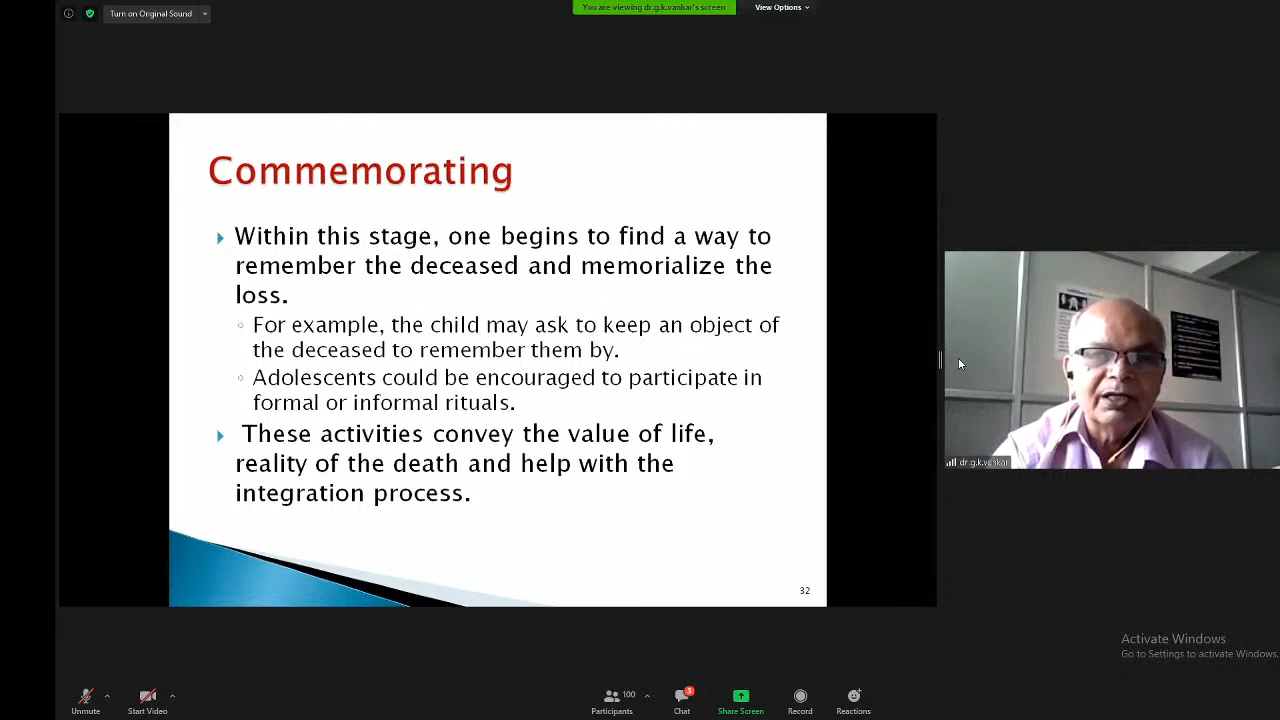 Turn on Original Sound
You are viewing dr.g.k.vankar's screen
View Options
Commemorating
Within this stage, one begins to find a way to
remember the deceased and memorialize the
loss.
For example, the child may ask to keep an object of
the deceased to remember them by.
Adolescents could be encouraged to participate in
formal or informal rituals.
These activities convey the value of life,
reality of the death and help with the
integration process.
32
dr.g.k.vankar
Activate Windows
Go to Settings to activate Windows.
Unmute
Start Video
100
Participants
3
Chat
Share Screen
Record
Reactions